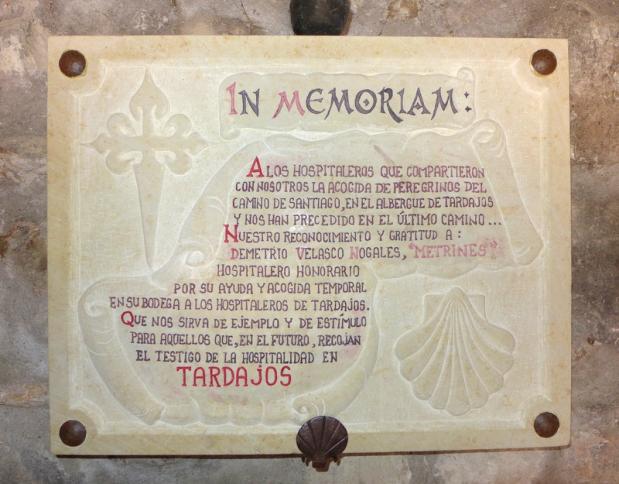 IN MEMORIAM:
A LOS HOSPITALEROS QUE COMPARTIERON
CON NOSOTROS LA ACOGIDA DE PEREGRINOS DEL
CAMINO DE SANTIAGO, EN EL ALBERGUE DE TARDAJOS
Y NOS HAN PRECEDIDO EN EL ÚLTIMO CAMINO...
NUESTRO RECONOCIMIENTO Y GRATITUD A:
DEMETRIO VELASCO NOGALES, "METRINES"
HOSPITALERO HONORARIO
POR SU AYUDA Y ACOGIDA TEMPORAL
EN SU BODEGA A LOS HOSPITALEROS DE TARDAJOS.
QUE NOS SIRVA DE EJEMPLO Y DE ESTÍMULO
PARA AQUELLOS QUE, EN EL FUTURO, RECOJAN
EL TESTIGO DE LA HOSPITALIDAD EN
TARDAJOS